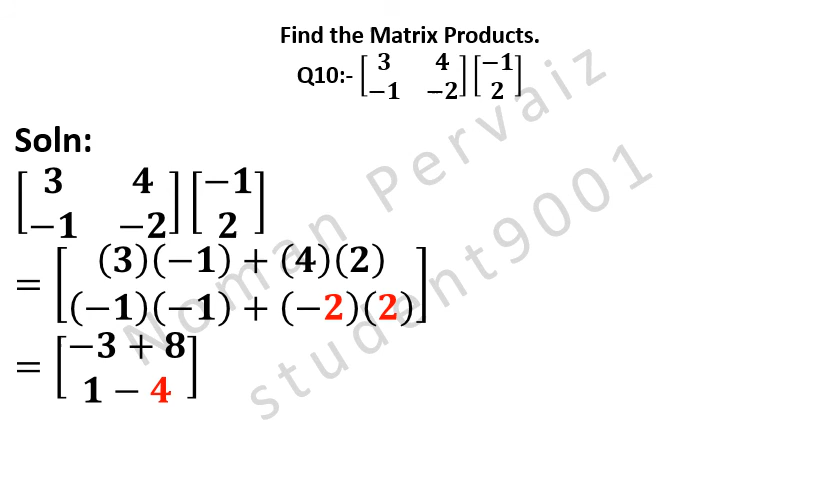 Find the Matrix Products.
Q10:- [3 4
−1 −2][−1
2]
Soln:
[3 4
−1 −2][−1
2]
= [(3)(−1) + (4)(2)
(−1)(−1) + (−2)(2)]
= [−3 + 8
1 − 4]
Noman Pervaiz
student9001